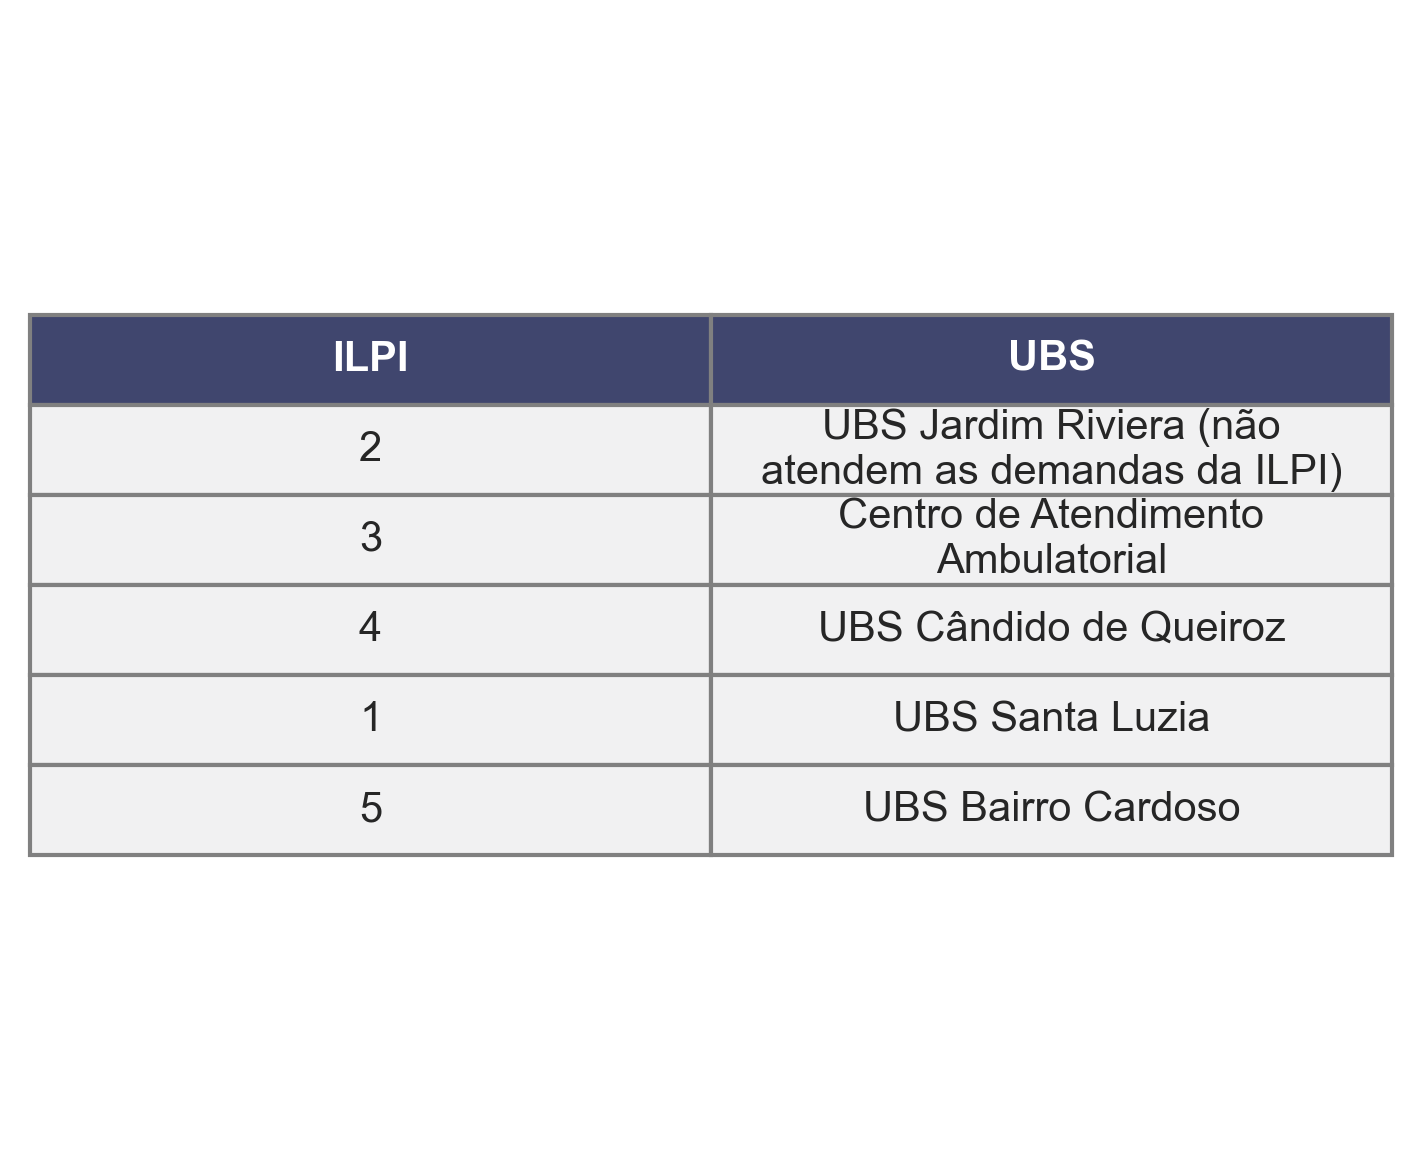 ILPI UBS
2 UBS Jardim Riviera (não
atendem as demandas da ILPI)
3 Centro de Atendimento
Ambulatorial
4 UBS Cândido de Queiroz
1 UBS Santa Luzia
5 UBS Bairro Cardoso